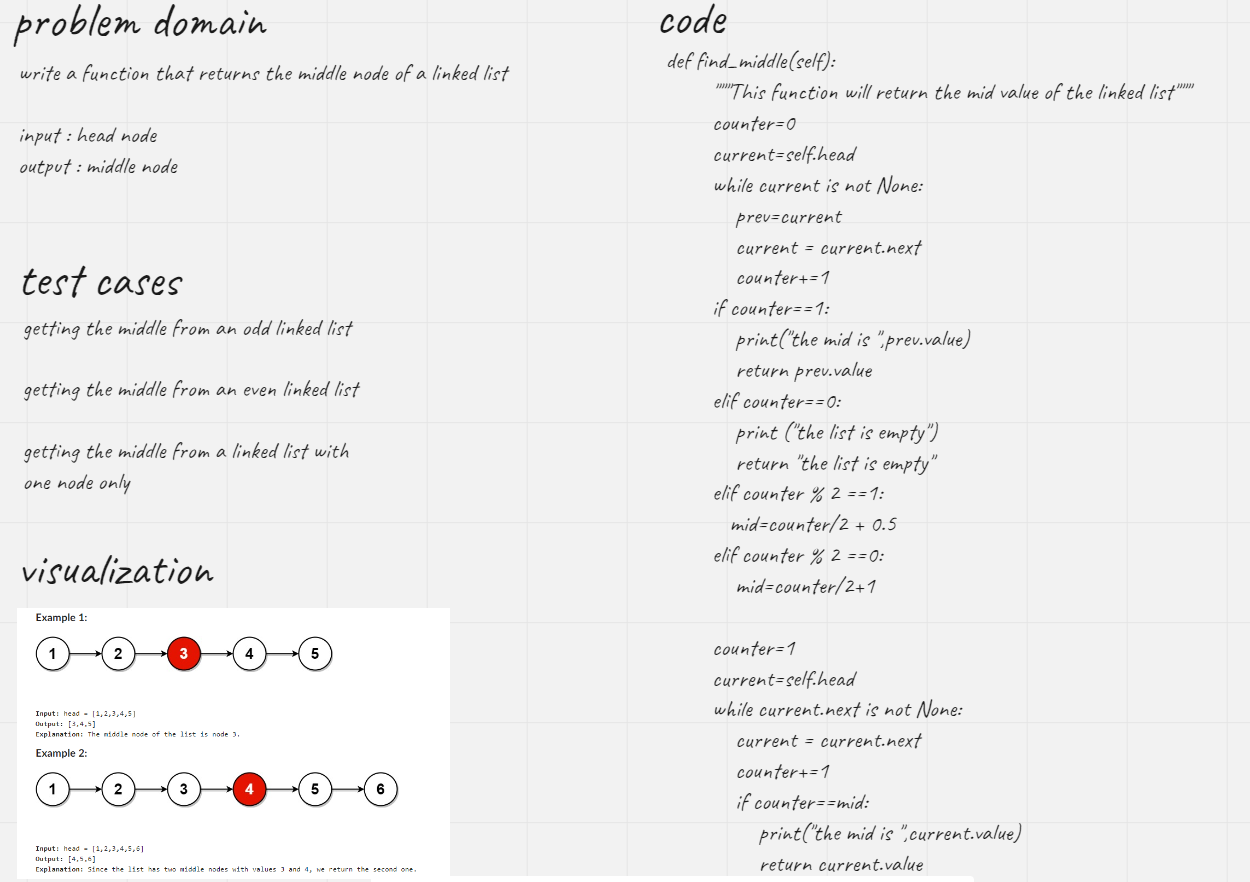 problem domain
write a function that returns the middle node of a linked list
input : head node
output : middle node
test cases
getting the middle from an odd linked list
getting the middle from an even linked list
getting the middle from a linked list with
one node only
visualization
Example 1:
1 2 3 4 5
Input: head = [1,2,3,4,5]
Output: [3,4,5]
Explanation: The middle node of the list is node 3.
Example 2:
1 2 3 4 5 6
Input: head = [1,2,3,4,5,6]
Output: [4,5,6]
Explanation: Since the list has two middle nodes with values 3 and 4, we return the second one.
code
def find_middle(self):
"""This function will return the mid value of the linked list"""
counter=0
current=self.head
while current is not None:
prev=current
current = current.next
counter+=1
if counter==1:
print("the mid is ",prev.value)
return prev.value
elif counter==0:
print ("the list is empty")
return "the list is empty"
elif counter % 2 ==1:
mid=counter/2 + 0.5
elif counter % 2 ==0:
mid=counter/2+1
counter=1
current=self.head
while current.next is not None:
current = current.next
counter+=1
if counter==mid:
print("the mid is ",current.value)
return current.value